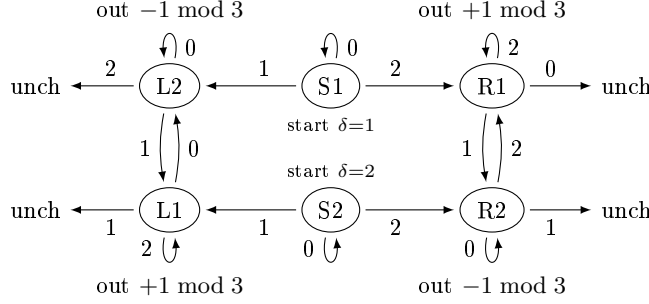 out −1 mod 3 out +1 mod 3
0 0 2
unch 2 L2 1 S1 2 R1 0 unch
start δ=1
1 0 1 2
start δ=2
unch 1 L1 1 S2 2 R2 1 unch
2 0 0
out +1 mod 3 out −1 mod 3